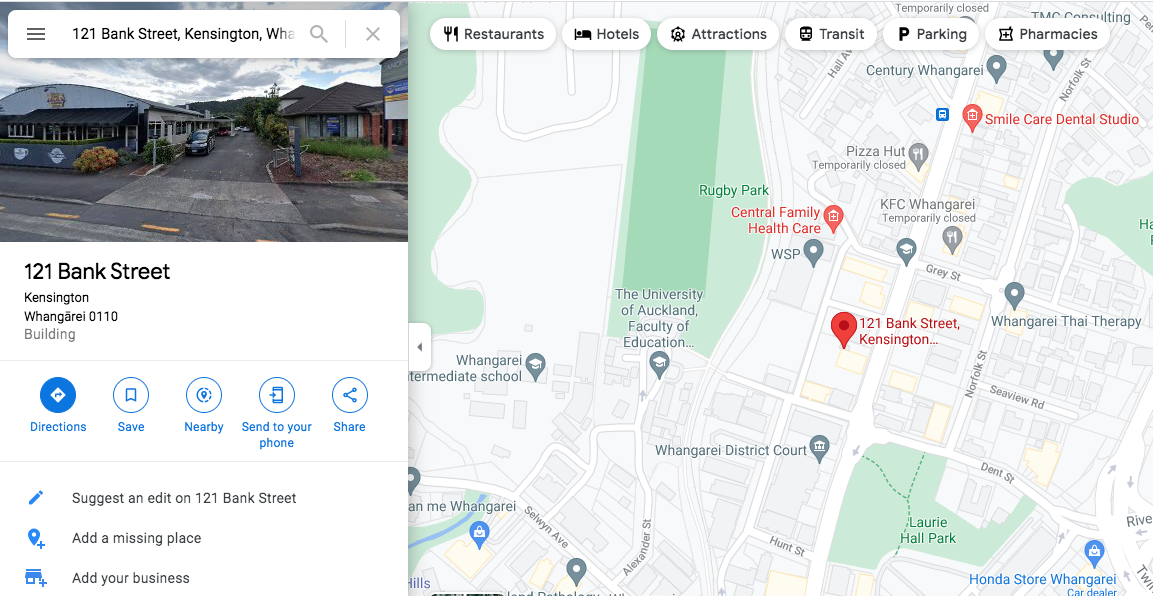 121 Bank Street, Kensington, Wha
121 Bank Street
Kensington
Whangārei 0110
Building
Directions
Save
Nearby
Send to your
phone
Share
Suggest an edit on 121 Bank Street
Add a missing place
Add your business
Restaurants
Hotels
Attractions
Transit
Parking
Pharmacies
Temporarily closed
TMC Consulting
Hall Av
Century Whangarei
Norfolk St
Smile Care Dental Studio
Pizza Hut
Temporarily closed
Rugby Park
KFC Whangarei
Temporarily closed
Central Family
Health Care
WSP
Grey St
The University
of Auckland,
Faculty of
Education...
Whangarei Thai Therapy
121 Bank Street,
Kensington...
Whangarei
termediate school
Norfolk St
Seaview Rd
Whangarei District Court
Dent St
an me Whangarei
Selwyn Ave
Alexander St
Laurie
Hall Park
Hunt St
Rive
Honda Store Whangarei
Car dealer
Hills